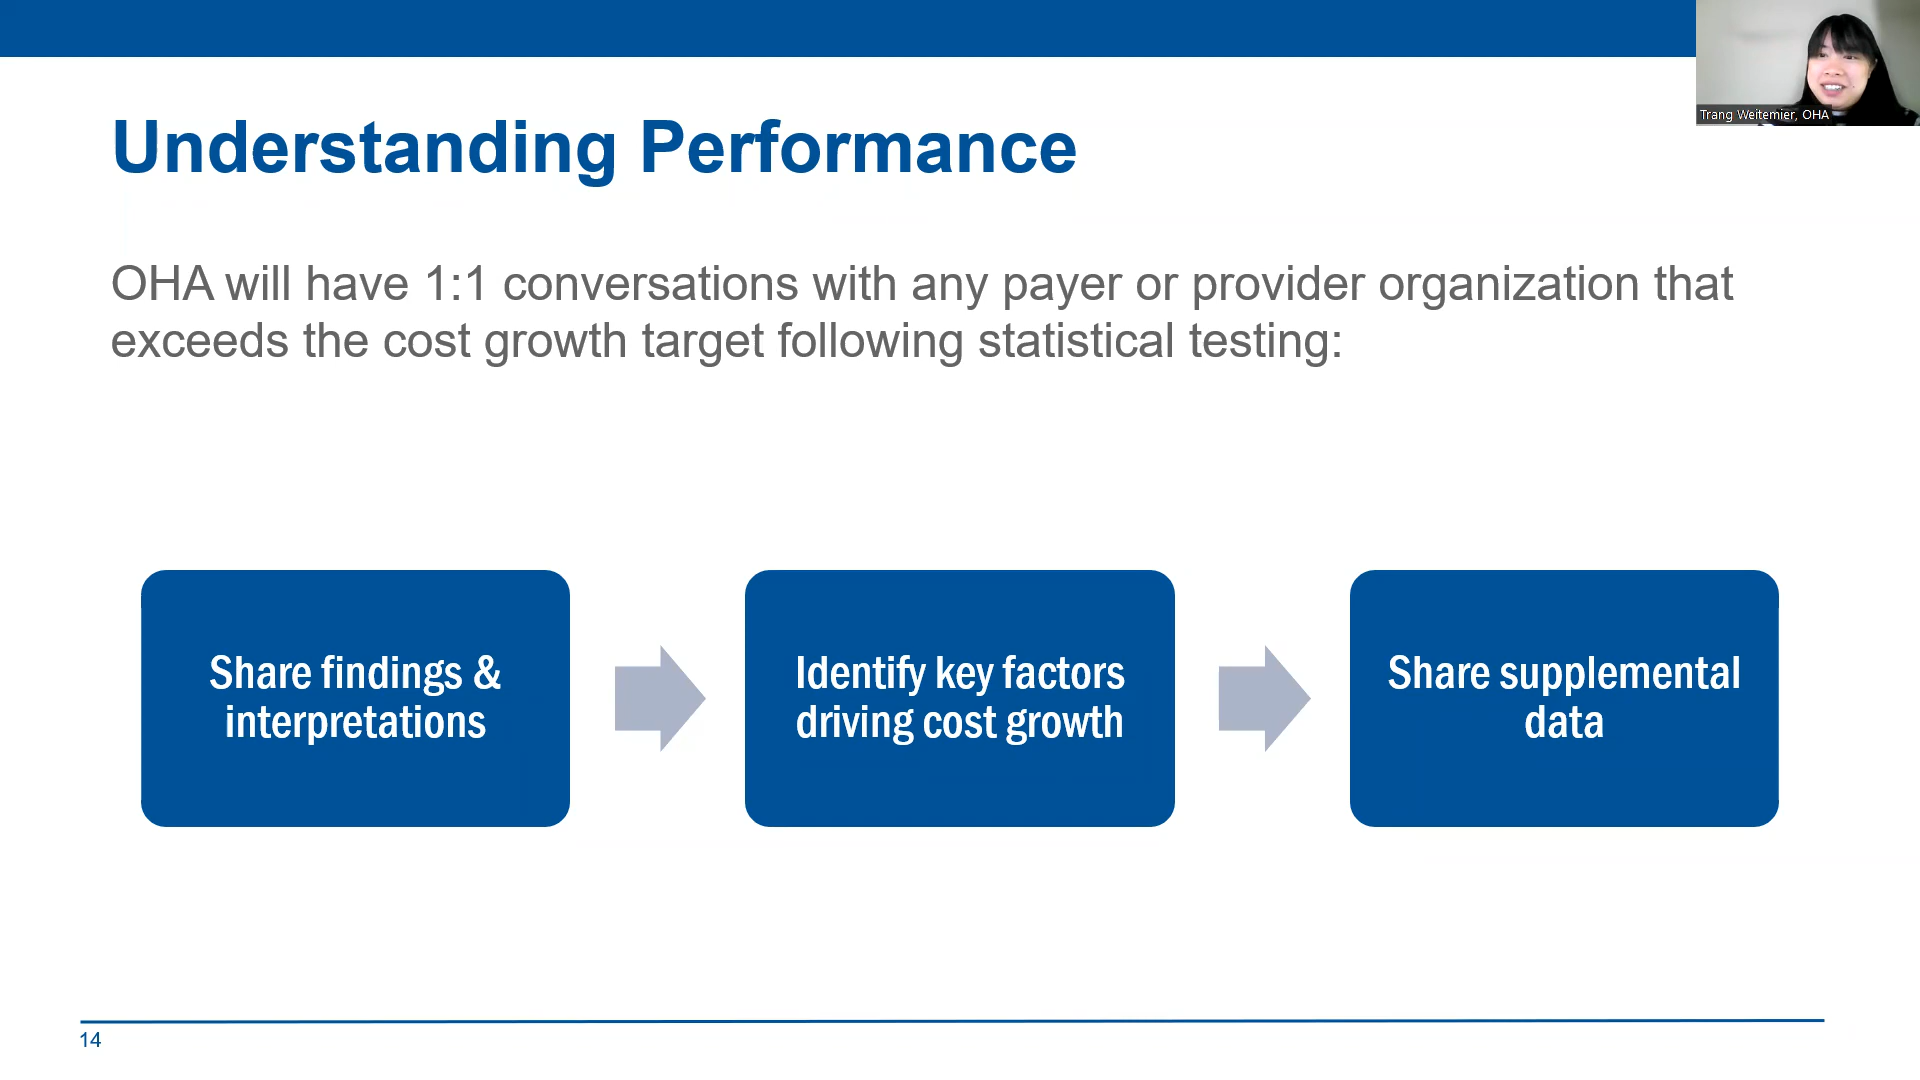 Trang Weitemier, OHA
Understanding Performance
OHA will have 1:1 conversations with any payer or provider organization that
exceeds the cost growth target following statistical testing:
Share findings &
interpretations
Identify key factors
driving cost growth
Share supplemental
data
14